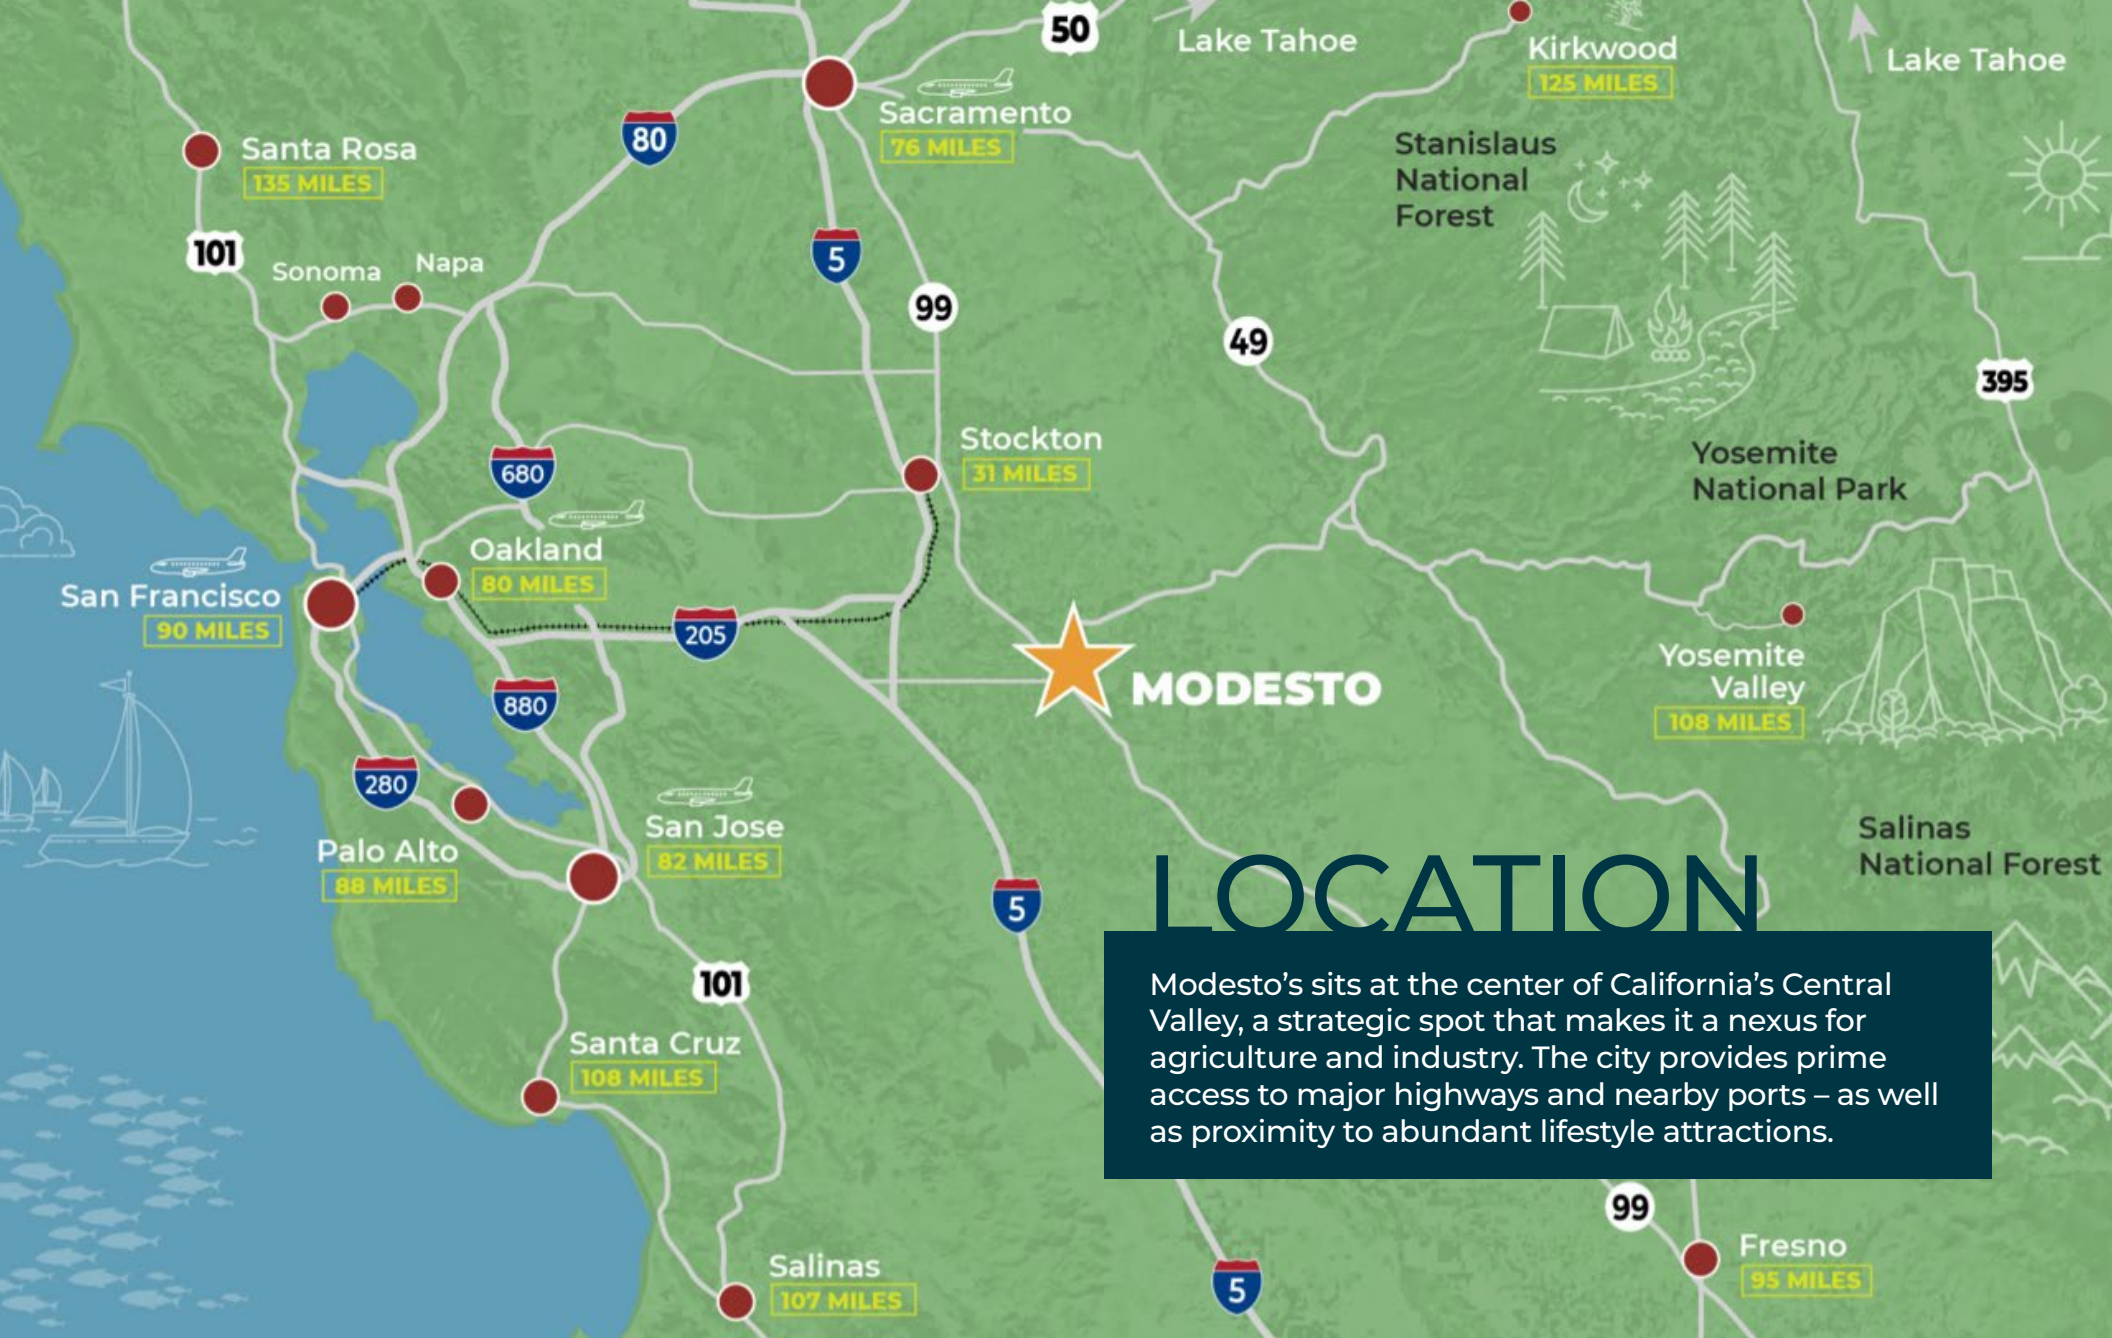 50
Lake Tahoe
Kirkwood
125 MILES
Lake Tahoe
Sacramento
76 MILES
80
Santa Rosa
135 MILES
Stanislaus
National
Forest
101
Sonoma
Napa
5
99
49
395
Stockton
31 MILES
680
Yosemite
National Park
Oakland
80 MILES
San Francisco
90 MILES
205
MODESTO
Yosemite
Valley
108 MILES
880
280
San Jose
82 MILES
Palo Alto
88 MILES
Salinas
National Forest
5
LOCATION
Modesto’s sits at the center of California’s Central
Valley, a strategic spot that makes it a nexus for
agriculture and industry. The city provides prime
access to major highways and nearby ports – as well
as proximity to abundant lifestyle attractions.
101
Santa Cruz
108 MILES
99
Fresno
95 MILES
Salinas
107 MILES
5